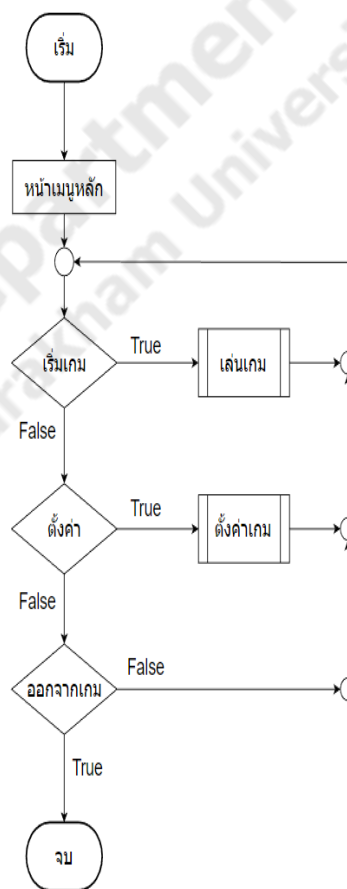 เริ่ม
หน้าเมนูหลัก
เริ่มเกม
True
เล่นเกม
False
ตั้งค่า
True
ตั้งค่าเกม
False
ออกจากเกม
False
True
จบ